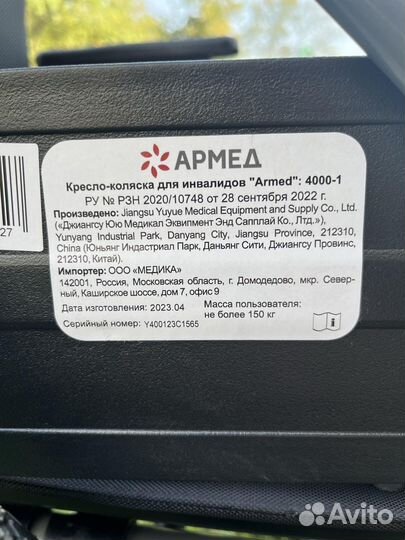 АРМЕД
Кресло-коляска для инвалидов "Armed": 4000-1
РУ № РЗН 2020/10748 от 28 сентября 2022 г.
Произведено: Jiangsu Yuyue Medical Equipment and Supply Co., Ltd.
(«Джиангсу Юю Медикал Эквипмент Энд Сапплай Ко., Лтд.»),
Yunyang Industrial Park, Danyang City, Jiangsu Province, 212310,
China (Юньянг Индастриал Парк, Даньянг Сити, Джиангсу Провинс,
212310, Китай).
Импортер: ООО «МЕДИКА»
142001, Россия, Московская область, г. Домодедово, мкр. Север-
ный, Каширское шоссе, дом 7, офис 9
Дата изготовления: 2023.04
Масса пользователя:
не более 150 кг
Серийный номер: Y400123C1565
27
Avito